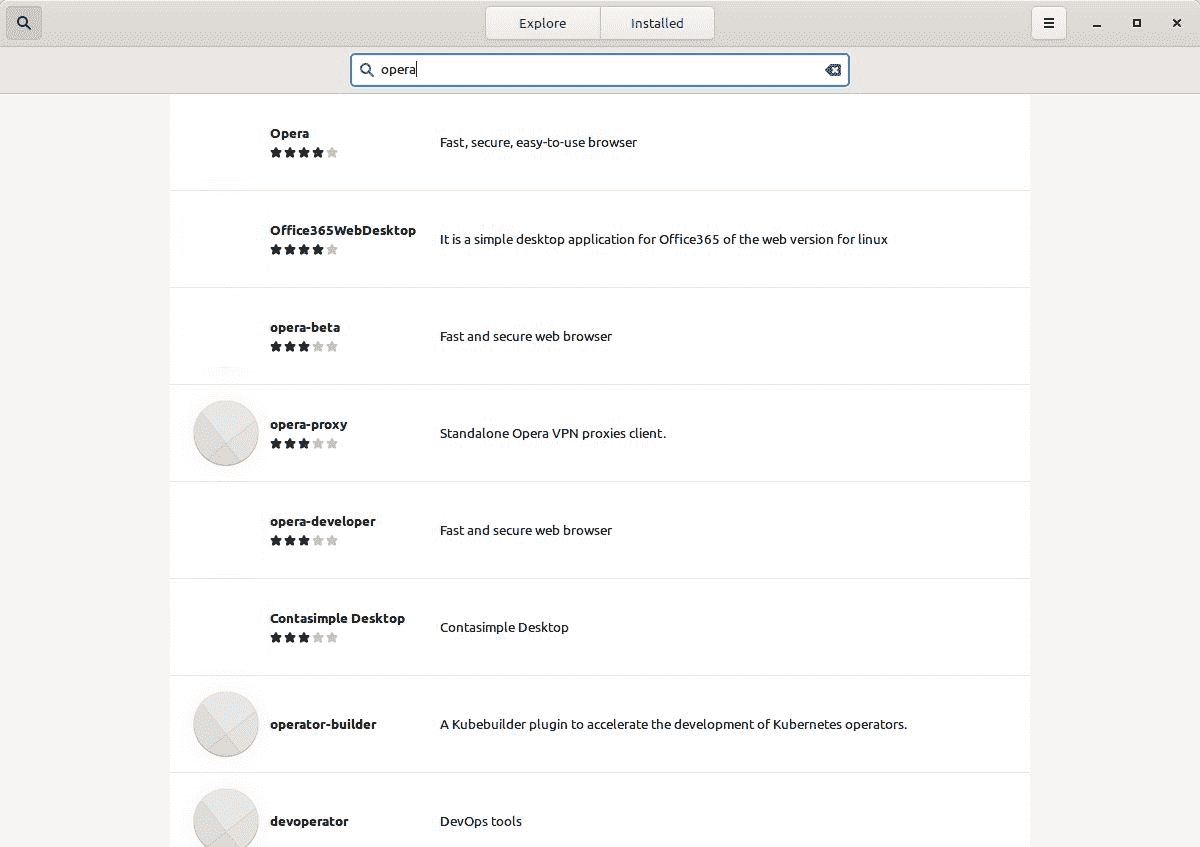 Explore Installed
opera
Opera
Fast, secure, easy-to-use browser
Office365WebDesktop
It is a simple desktop application for Office365 of the web version for linux
opera-beta
Fast and secure web browser
opera-proxy
Standalone Opera VPN proxies client.
opera-developer
Fast and secure web browser
Contasimple Desktop
Contasimple Desktop
operator-builder
A Kubebuilder plugin to accelerate the development of Kubernetes operators.
devoperator
DevOps tools